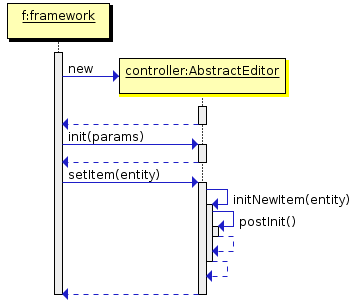 f:framework
new
controller:AbstractEditor
init(params)
setItem(entity)
initNewItem(entity)
postInit()